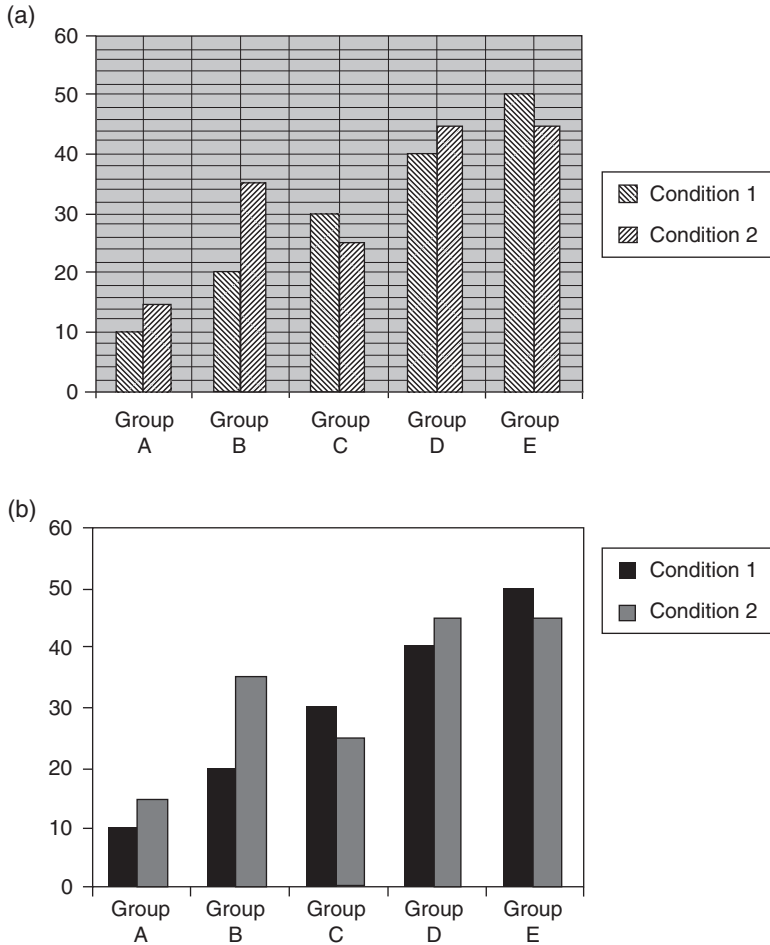 (a)
60
50
40
30
20
10
0
Group
A
Group
B
Group
C
Group
D
Group
E
Condition 1
Condition 2
(b)
60
50
40
30
20
10
0
Group
A
Group
B
Group
C
Group
D
Group
E
Condition 1
Condition 2